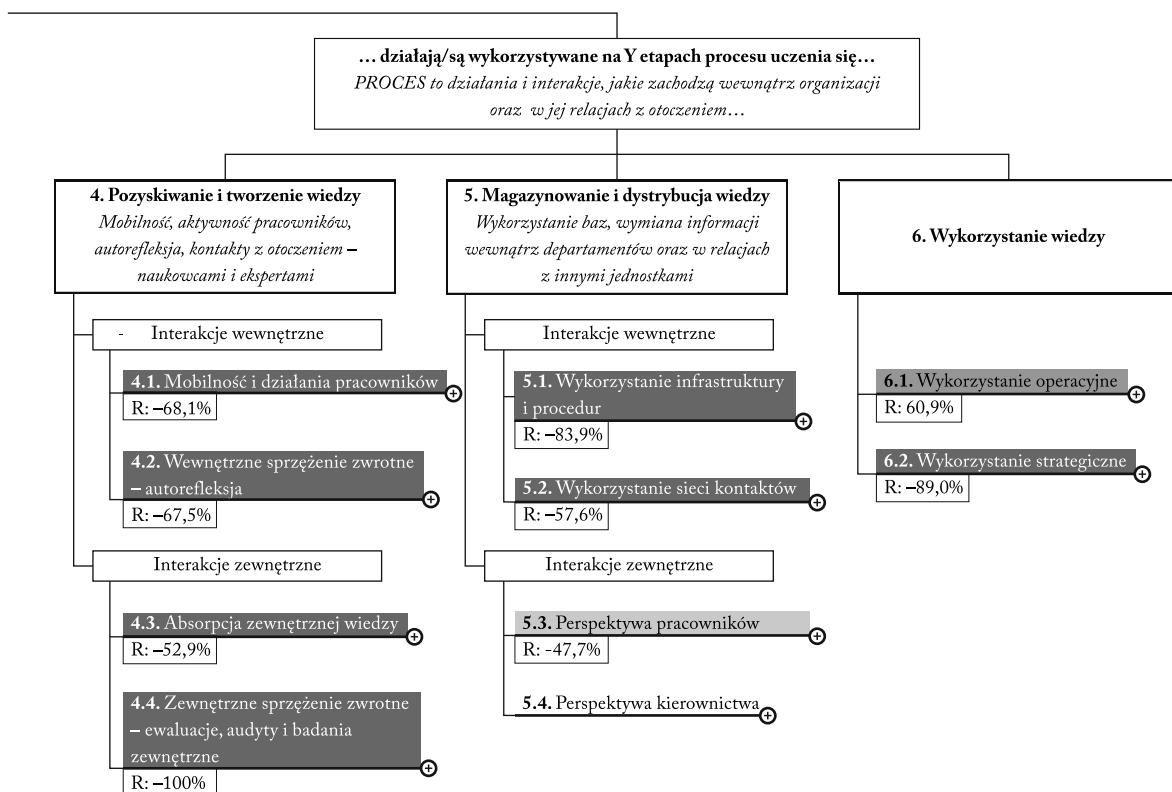 … działają/są wykorzystywane na Y etapach procesu uczenia się…
PROCES to działania i interakcje, jakie zachodzą wewnątrz organizacji
oraz w jej relacjach z otoczeniem…
4. Pozyskiwanie i tworzenie wiedzy
Mobilność, aktywność pracowników,
autorefleksja, kontakty z otoczeniem –
naukowcami i ekspertami
- Interakcje wewnętrzne
4.1. Mobilność i działania pracowników
R: –68,1%
4.2. Wewnętrzne sprzężenie zwrotne
– autorefleksja
R: –67,5%
Interakcje zewnętrzne
4.3. Absorpcja zewnętrznej wiedzy
R: –52,9%
4.4. Zewnętrzne sprzężenie zwrotne
– ewaluacje, audyty i badania
zewnętrzne
R: –100%
5. Magazynowanie i dystrybucja wiedzy
Wykorzystanie baz, wymiana informacji
wewnątrz departamentów oraz w relacjach
z innymi jednostkami
Interakcje wewnętrzne
5.1. Wykorzystanie infrastruktury
i procedur
R: –83,9%
5.2. Wykorzystanie sieci kontaktów
R: –57,6%
Interakcje zewnętrzne
5.3. Perspektywa pracowników
R: -47,7%
5.4. Perspektywa kierownictwa
6. Wykorzystanie wiedzy
6.1. Wykorzystanie operacyjne
R: 60,9%
6.2. Wykorzystanie strategiczne
R: –89,0%